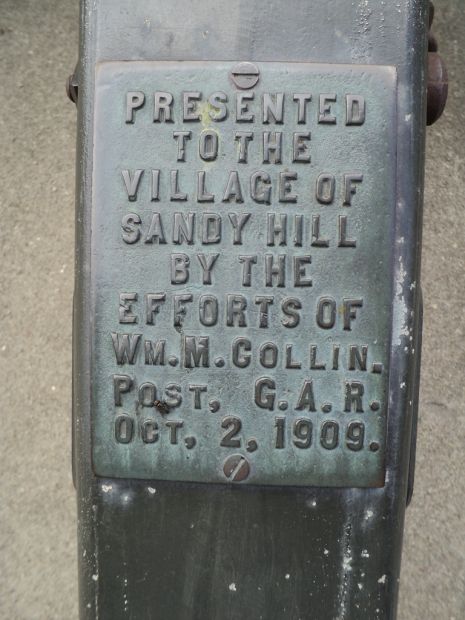 PRESENTED
TO THE
VILLAGE OF
SANDY HILL
BY THE
EFFORTS OF
WM. M. COLLIN.
POST, G.A.R.
OCT, 2, 1909.